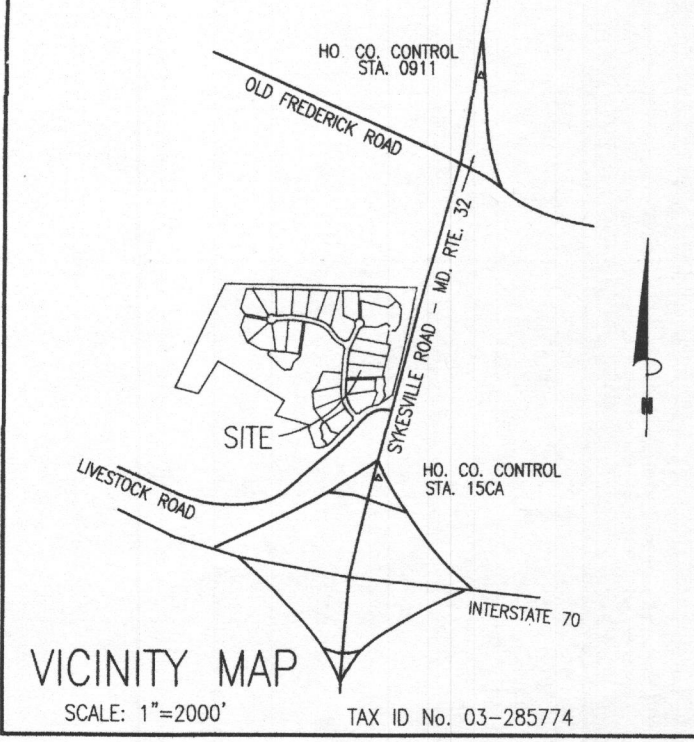 HO. CO. CONTROL
STA. 0911
OLD FREDERICK ROAD
SYKESVILLE ROAD - MD. RTE. 32
SITE
HO. CO. CONTROL
STA. 15CA
LIVESTOCK ROAD
INTERSTATE 70
N
VICINITY MAP
SCALE: 1"=2000'
TAX ID No. 03-285774